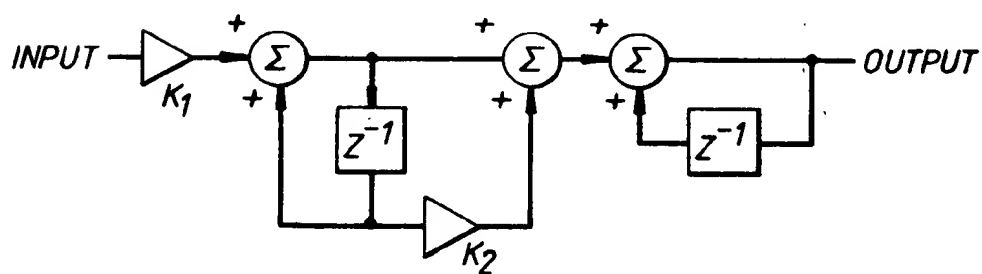 INPUT
K1
+
+
Σ
Z-1
K2
+
+
Σ
+
+
Σ
Z-1
OUTPUT